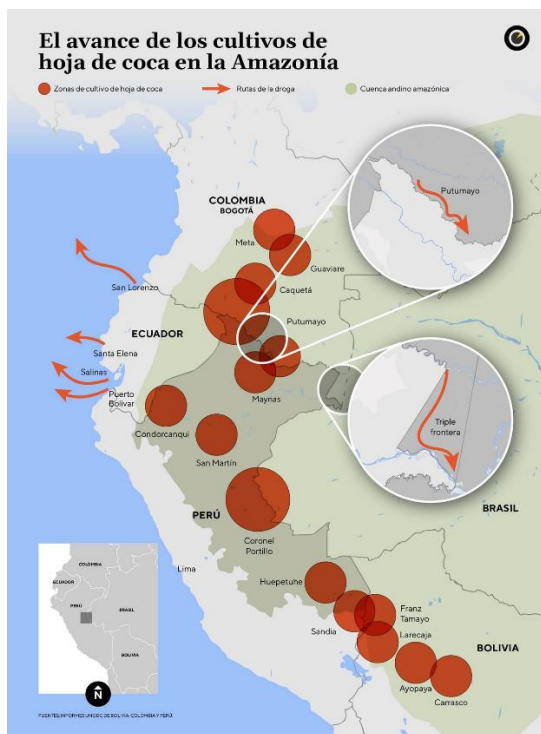 El avance de los cultivos de
hoja de coca en la Amazonía
Zonas de cultivo de hoja de coca
Rutas de la droga
Cuenca andino amazónica
COLOMBIA
BOGOTÁ
Meta
Guaviare
Caquetá
Putumayo
Putumayo
San Lorenzo
ECUADOR
Santa Elena
Salinas
Puerto
Bolívar
Maynas
Condorcanqui
San Martín
Triple
frontera
PERÚ
Coronel
Portillo
BRASIL
Lima
Huepetuhe
Sandia
Franz
Tamayo
Larecaja
BOLIVIA
Ayopaya
Carrasco
COLOMBIA
ECUADOR
PERÚ
BRASIL
BOLIVIA
N
FUENTES: INFORMES UNODC DE BOLIVIA, COLOMBIA Y PERÚ.